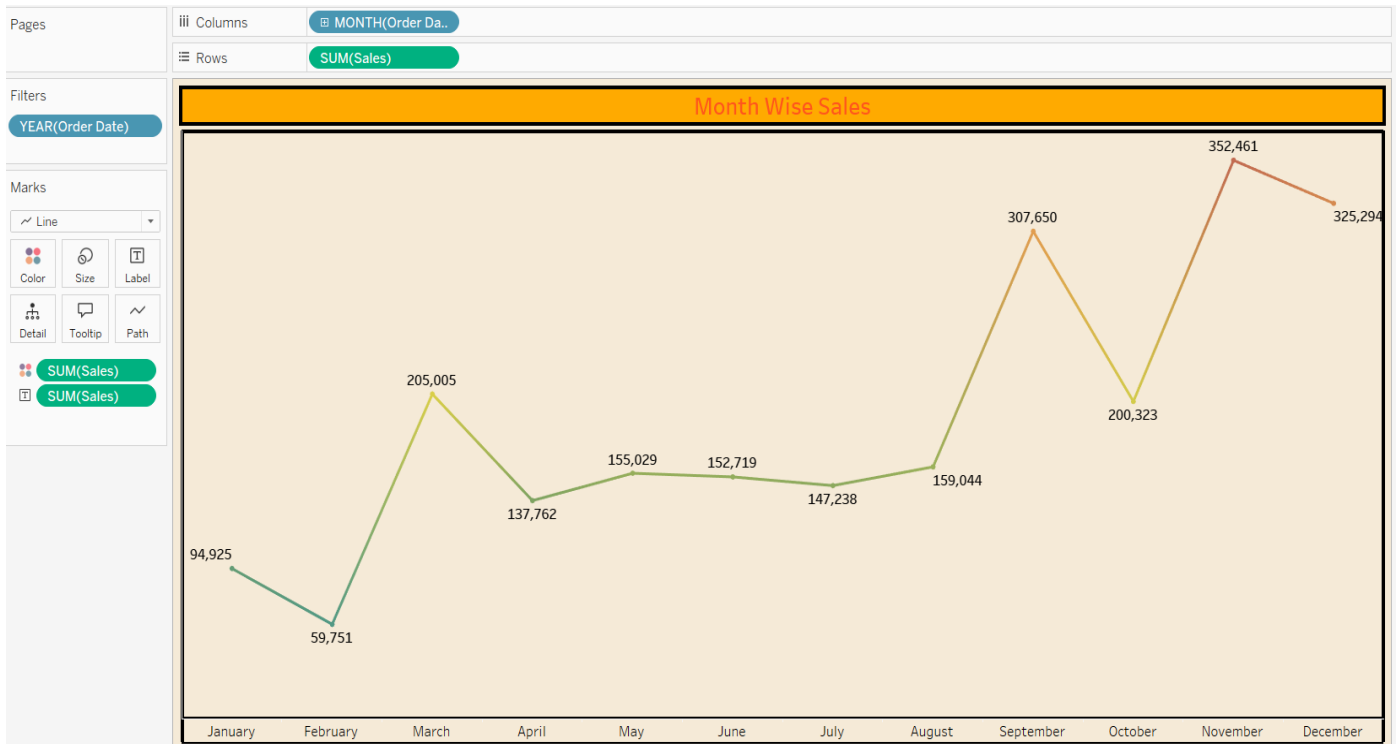 Pages
Columns
MONTH(Order Da..
Rows
SUM(Sales)
Filters
YEAR(Order Date)
Marks
Line
Color
Size
Label
Detail
Tooltip
Path
SUM(Sales)
SUM(Sales)
Month Wise Sales
94,925
59,751
205,005
137,762
155,029
152,719
147,238
159,044
307,650
200,323
352,461
325,294
January
February
March
April
May
June
July
August
September
October
November
December